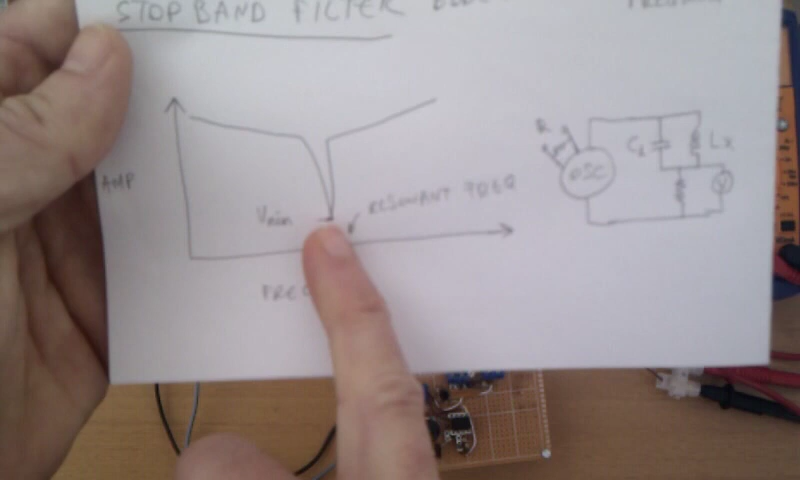 STOP BAND FILTER
R
Cx Lx
OSC
V
AMP
RESONANT FREQ
Vmin